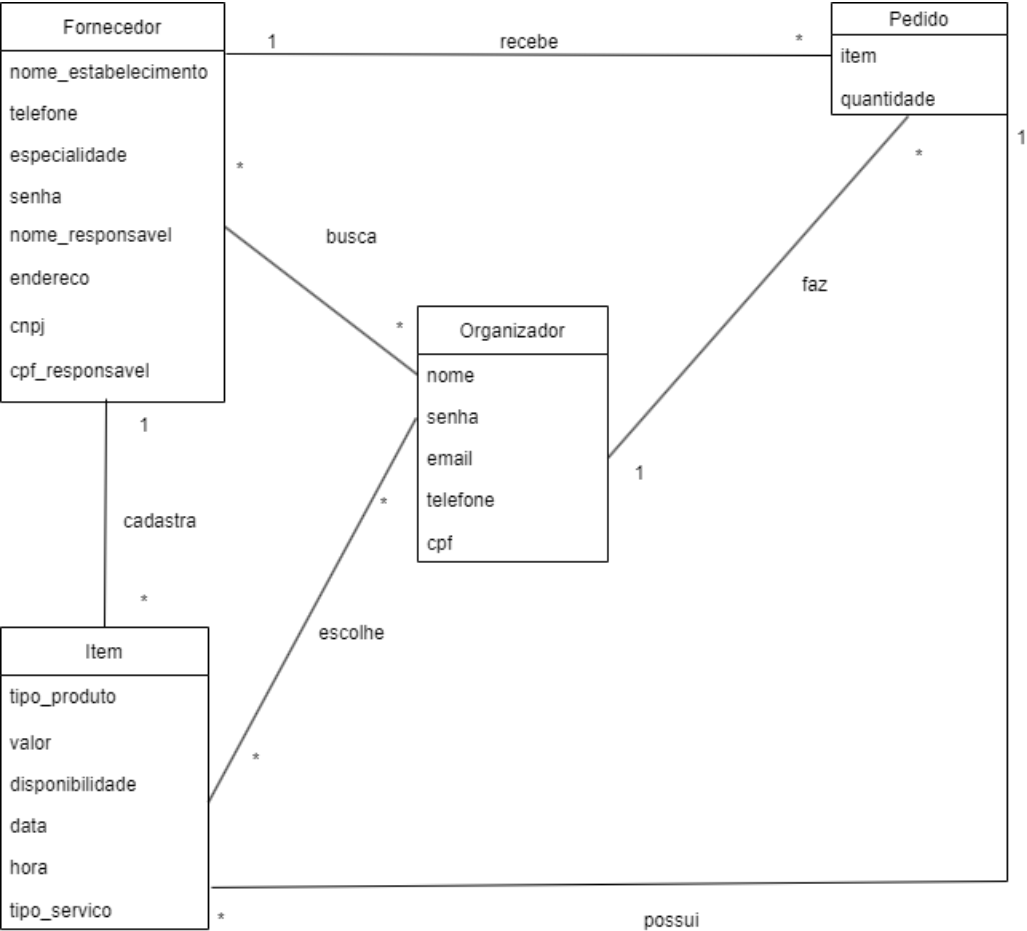 Fornecedor
nome_estabelecimento
telefone
especialidade
senha
nome_responsavel
endereco
cnpj
cpf_responsavel
1
recebe
*
Pedido
item
quantidade
1
*
*
busca
*
faz
Organizador
nome
senha
email
telefone
cpf
1
1
cadastra
*
*
escolhe
*
Item
tipo_produto
valor
disponibilidade
data
hora
tipo_servico
*
possui